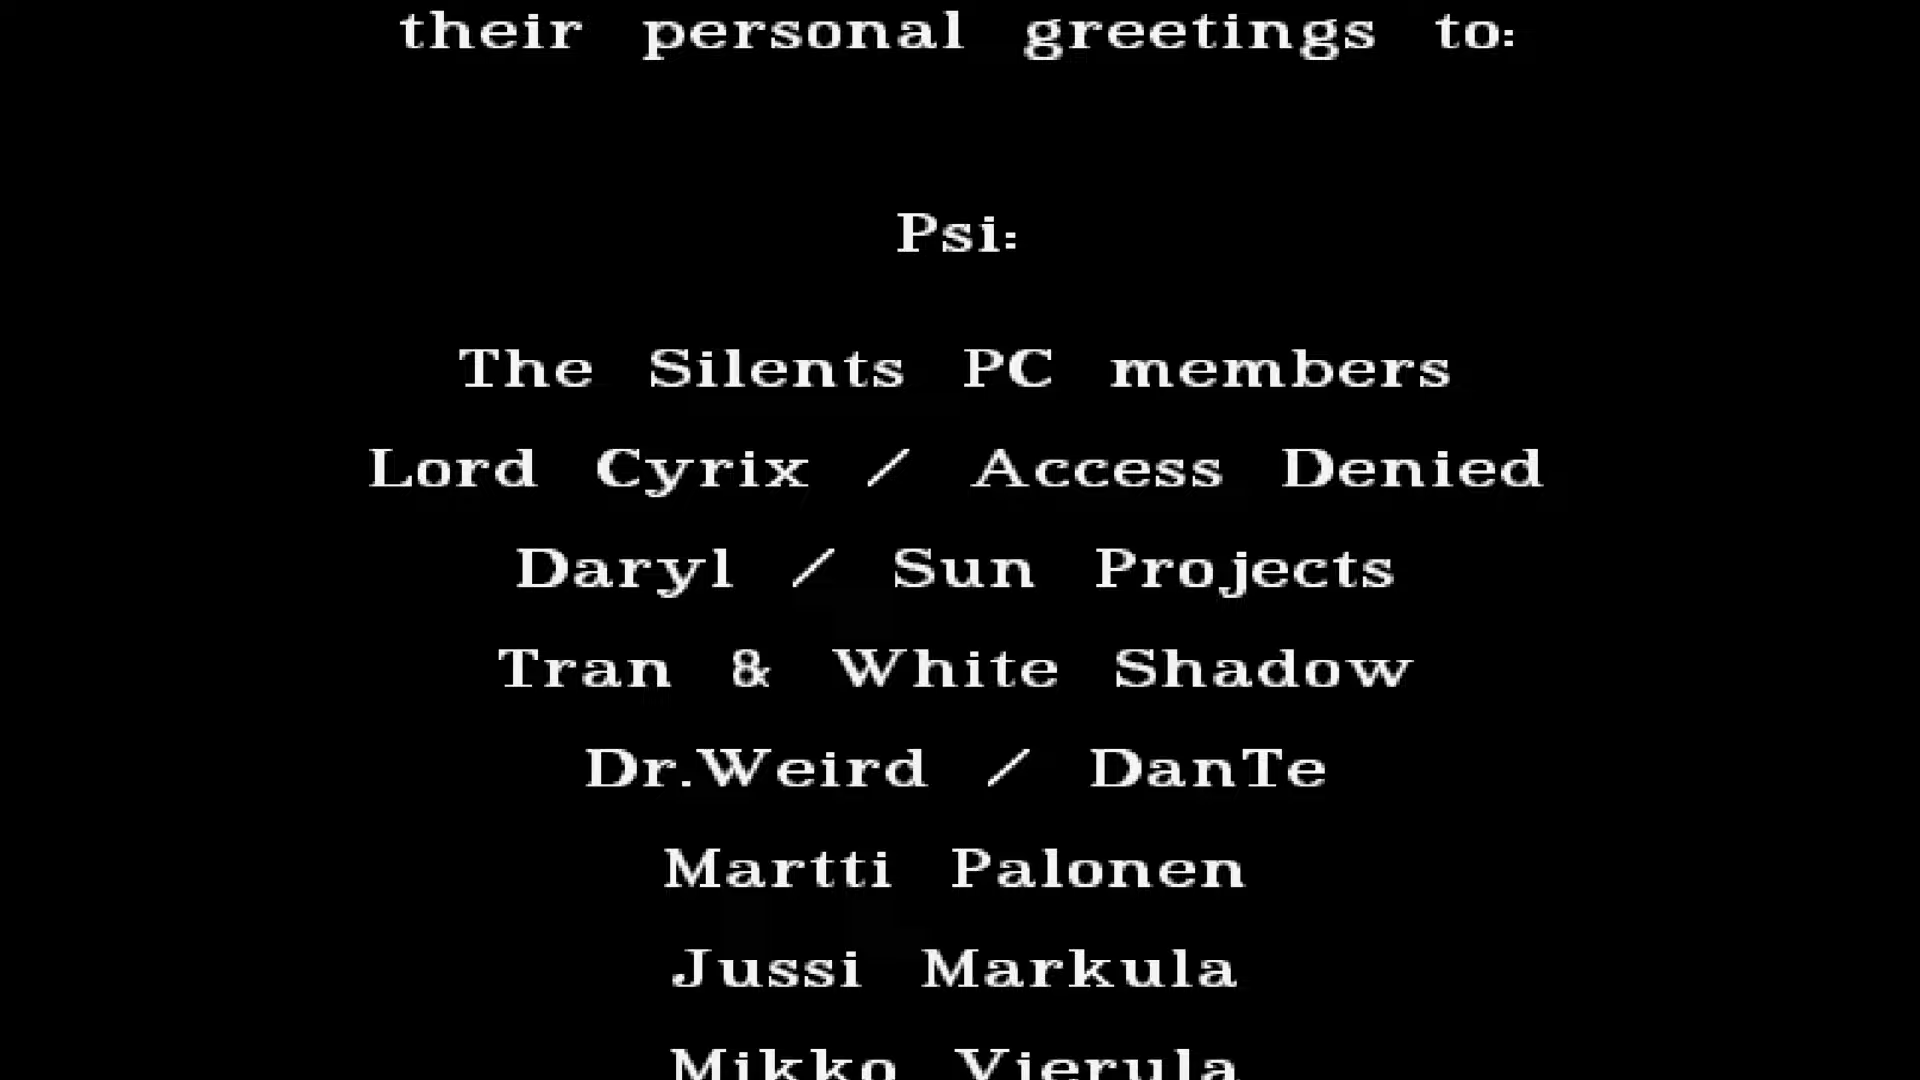 their personal greetings to:
Psi:
The Silents PC members
Lord Cyrix / Access Denied
Daryl / Sun Projects
Tran & White Shadow
Dr.Weird / DanTe
Martti Palonen
Jussi Markula
Mikko Vierula